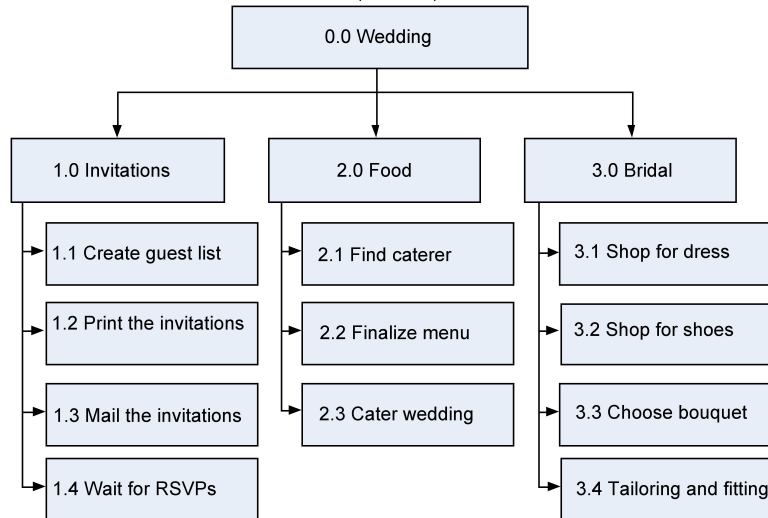 0.0 Wedding
1.0 Invitations
1.1 Create guest list
1.2 Print the invitations
1.3 Mail the invitations
1.4 Wait for RSVPs
2.0 Food
2.1 Find caterer
2.2 Finalize menu
2.3 Cater wedding
3.0 Bridal
3.1 Shop for dress
3.2 Shop for shoes
3.3 Choose bouquet
3.4 Tailoring and fitting